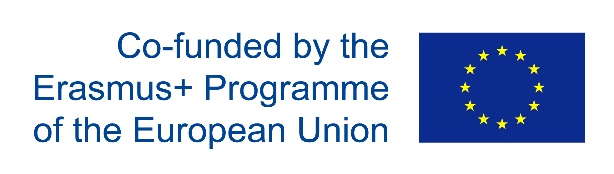 Co-funded by the
Erasmus+ Programme
of the European Union